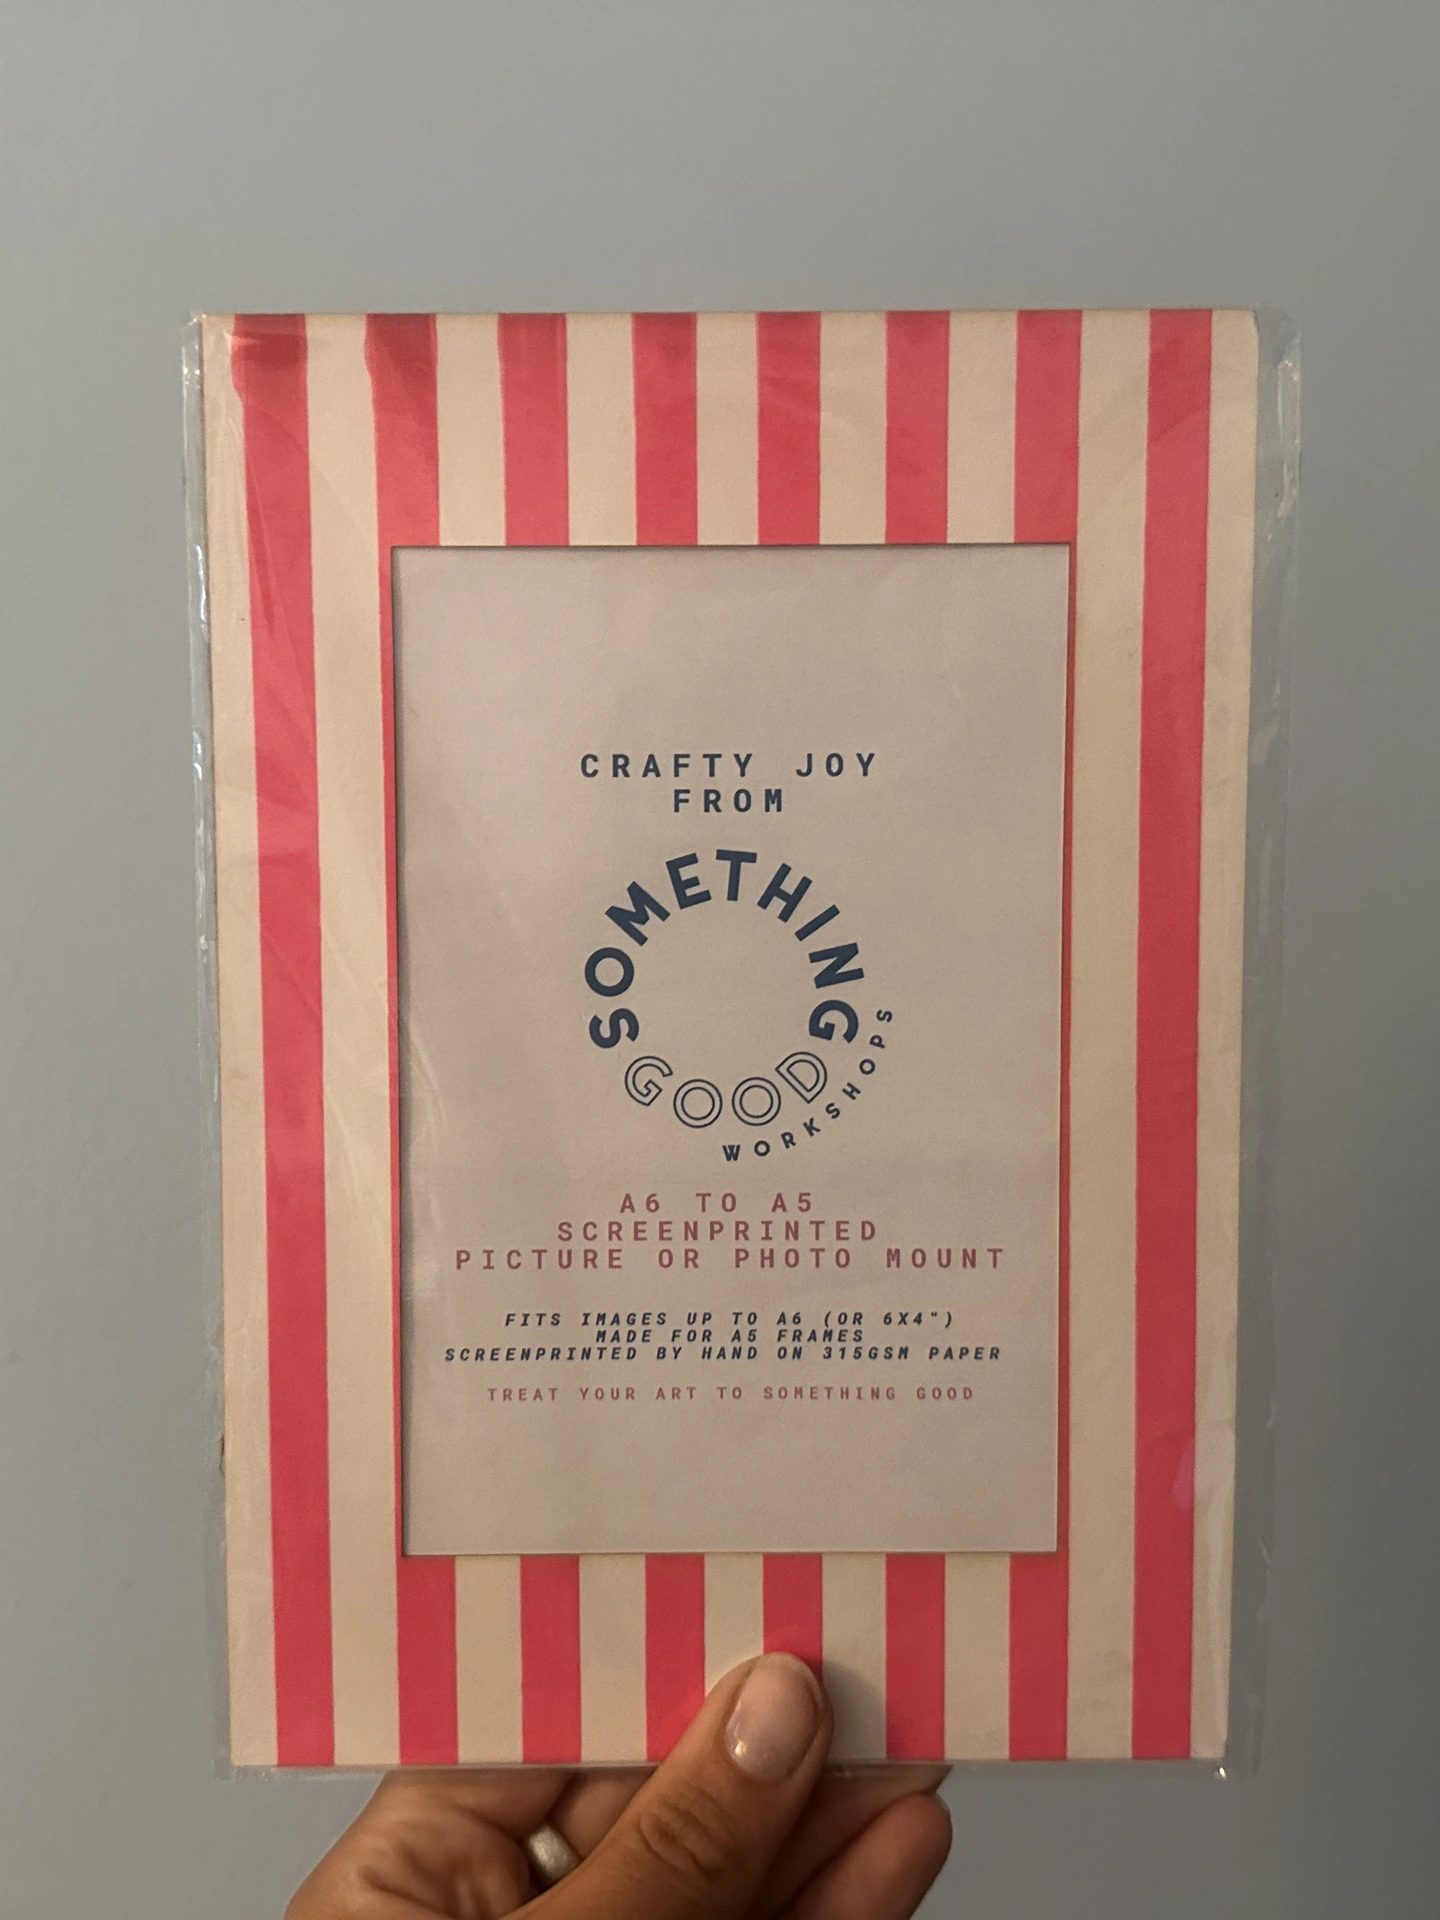 CRAFTY JOY
FROM
SOMETHING
GOOD
WORKSHOPS
A6 TO A5
SCREENPRINTED
PICTURE OR PHOTO MOUNT
FITS IMAGES UP TO A6 (OR 6X4")
MADE FOR A5 FRAMES
SCREENPRINTED BY HAND ON 315GSM PAPER
TREAT YOUR ART TO SOMETHING GOOD